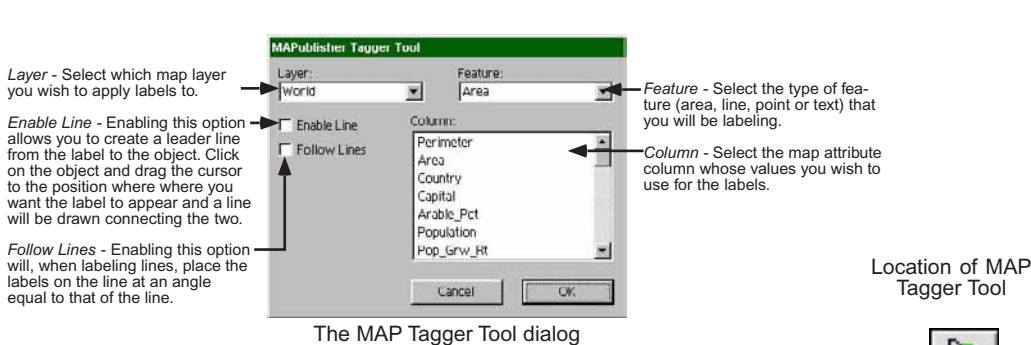 Layer - Select which map layer
you wish to apply labels to.
Enable Line - Enabling this option
allows you to create a leader line
from the label to the object. Click
on the object and drag the cursor
to the position where where you
want the label to appear and a line
will be drawn connecting the two.
Follow Lines - Enabling this option
will, when labeling lines, place the
labels on the line at an angle
equal to that of the line.
MAPublisher Tagger Tool
Layer:
World
Feature:
Area
Enable Line
Follow Lines
Column:
Perimeter
Area
Country
Capital
Arable_Pct
Population
Pop_Grw_Rt
Cancel
OK
The MAP Tagger Tool dialog
Feature - Select the type of fea-
ture (area, line, point or text) that
you will be labeling.
Column - Select the map attribute
column whose values you wish to
use for the labels.
Location of MAP
Tagger Tool